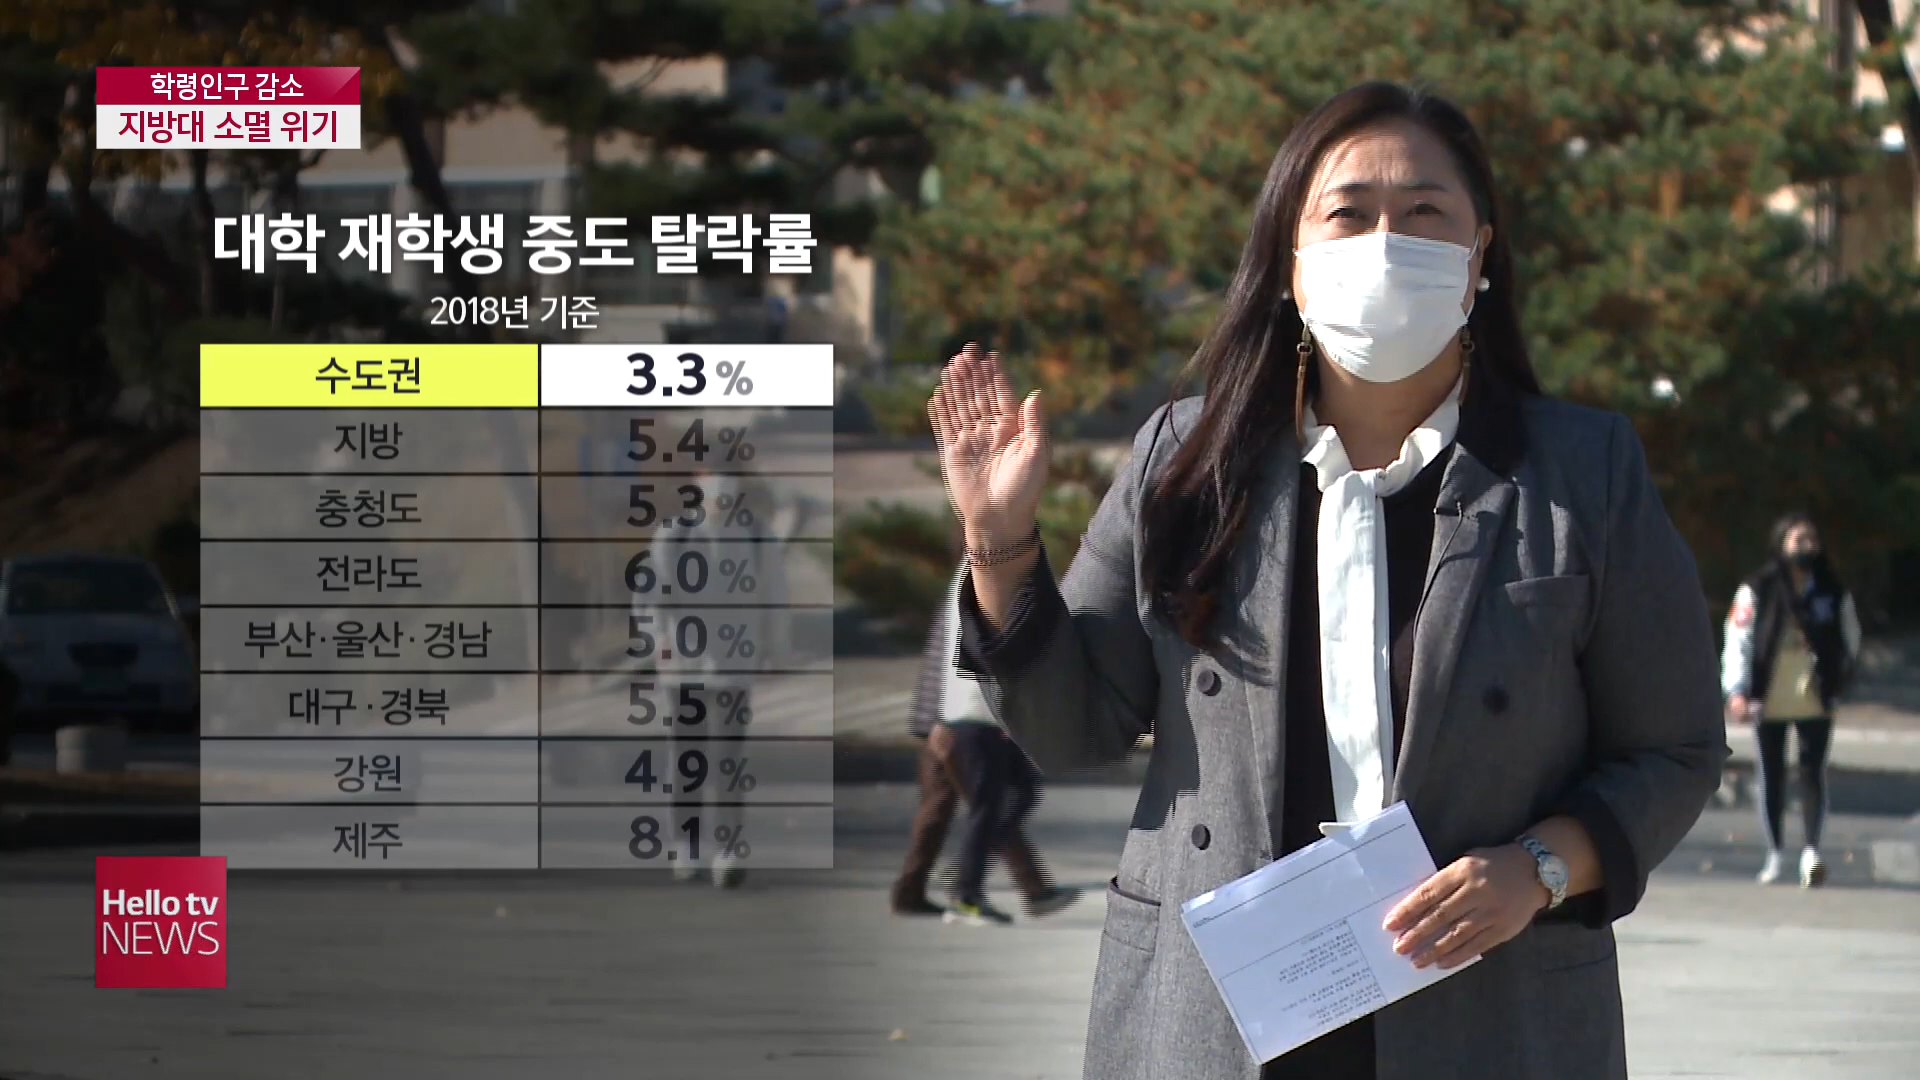 학령인구 감소
지방대 소멸 위기
대학 재학생 중도 탈락률
2018년 기준
수도권 3.3 %
지방 5.4 %
충청도 5.3 %
전라도 6.0 %
부산·울산·경남 5.0 %
대구·경북 5.5 %
강원 4.9 %
제주 8.1 %
Hello tv
NEWS